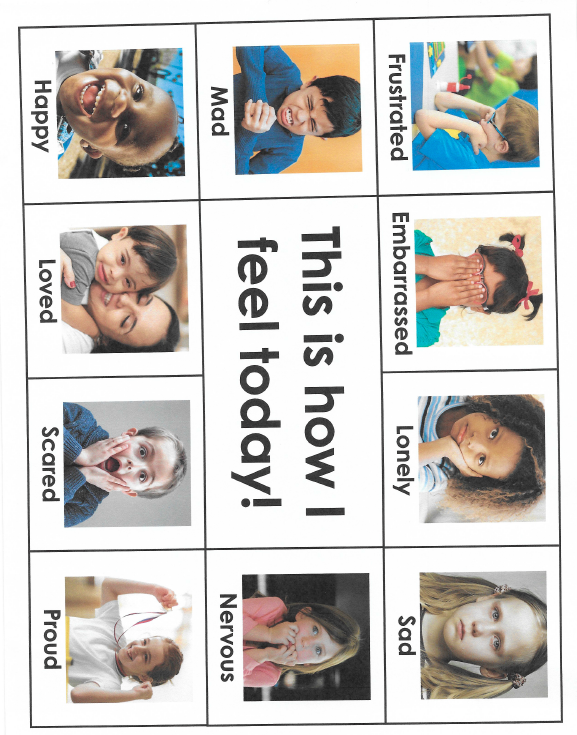 Frustrated
Embarrassed
Lonely
Sad
Mad
This is how I
feel today!
Nervous
Happy
Loved
Scared
Proud